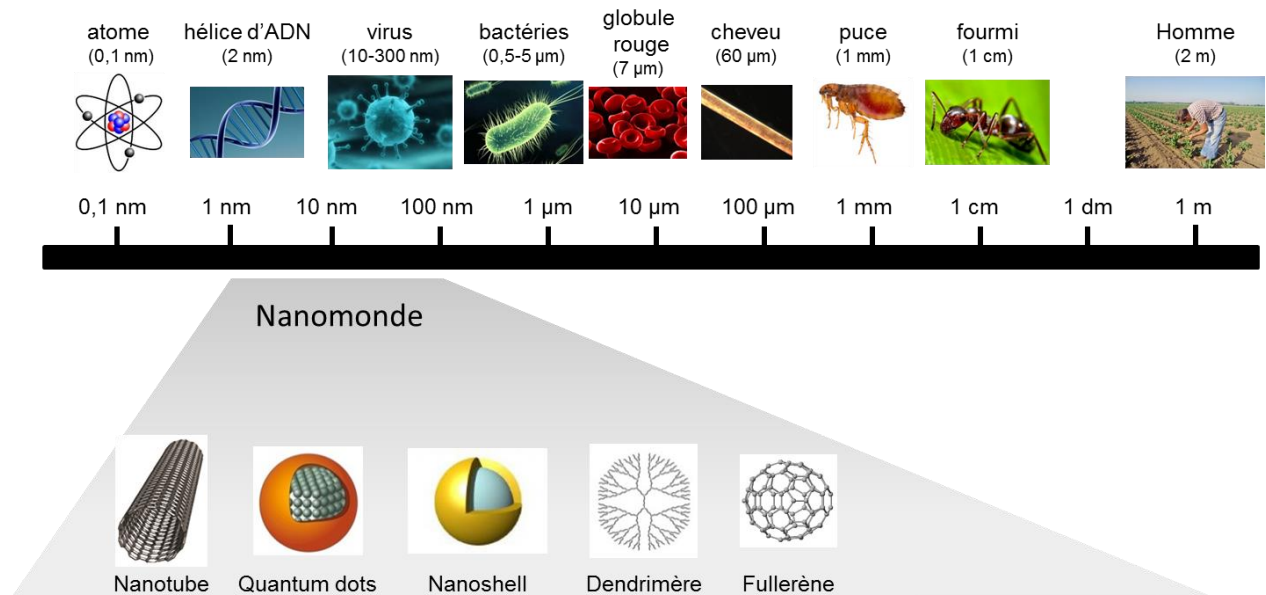 atome
(0,1 nm)
hélice d’ADN
(2 nm)
virus
(10-300 nm)
bactéries
(0,5-5 µm)
globule
rouge
(7 µm)
cheveu
(60 µm)
puce
(1 mm)
fourmi
(1 cm)
Homme
(2 m)
0,1 nm
1 nm
10 nm
100 nm
1 µm
10 µm
100 µm
1 mm
1 cm
1 dm
1 m
Nanomonde
Nanotube
Quantum dots
Nanoshell
Dendrimère
Fullerène